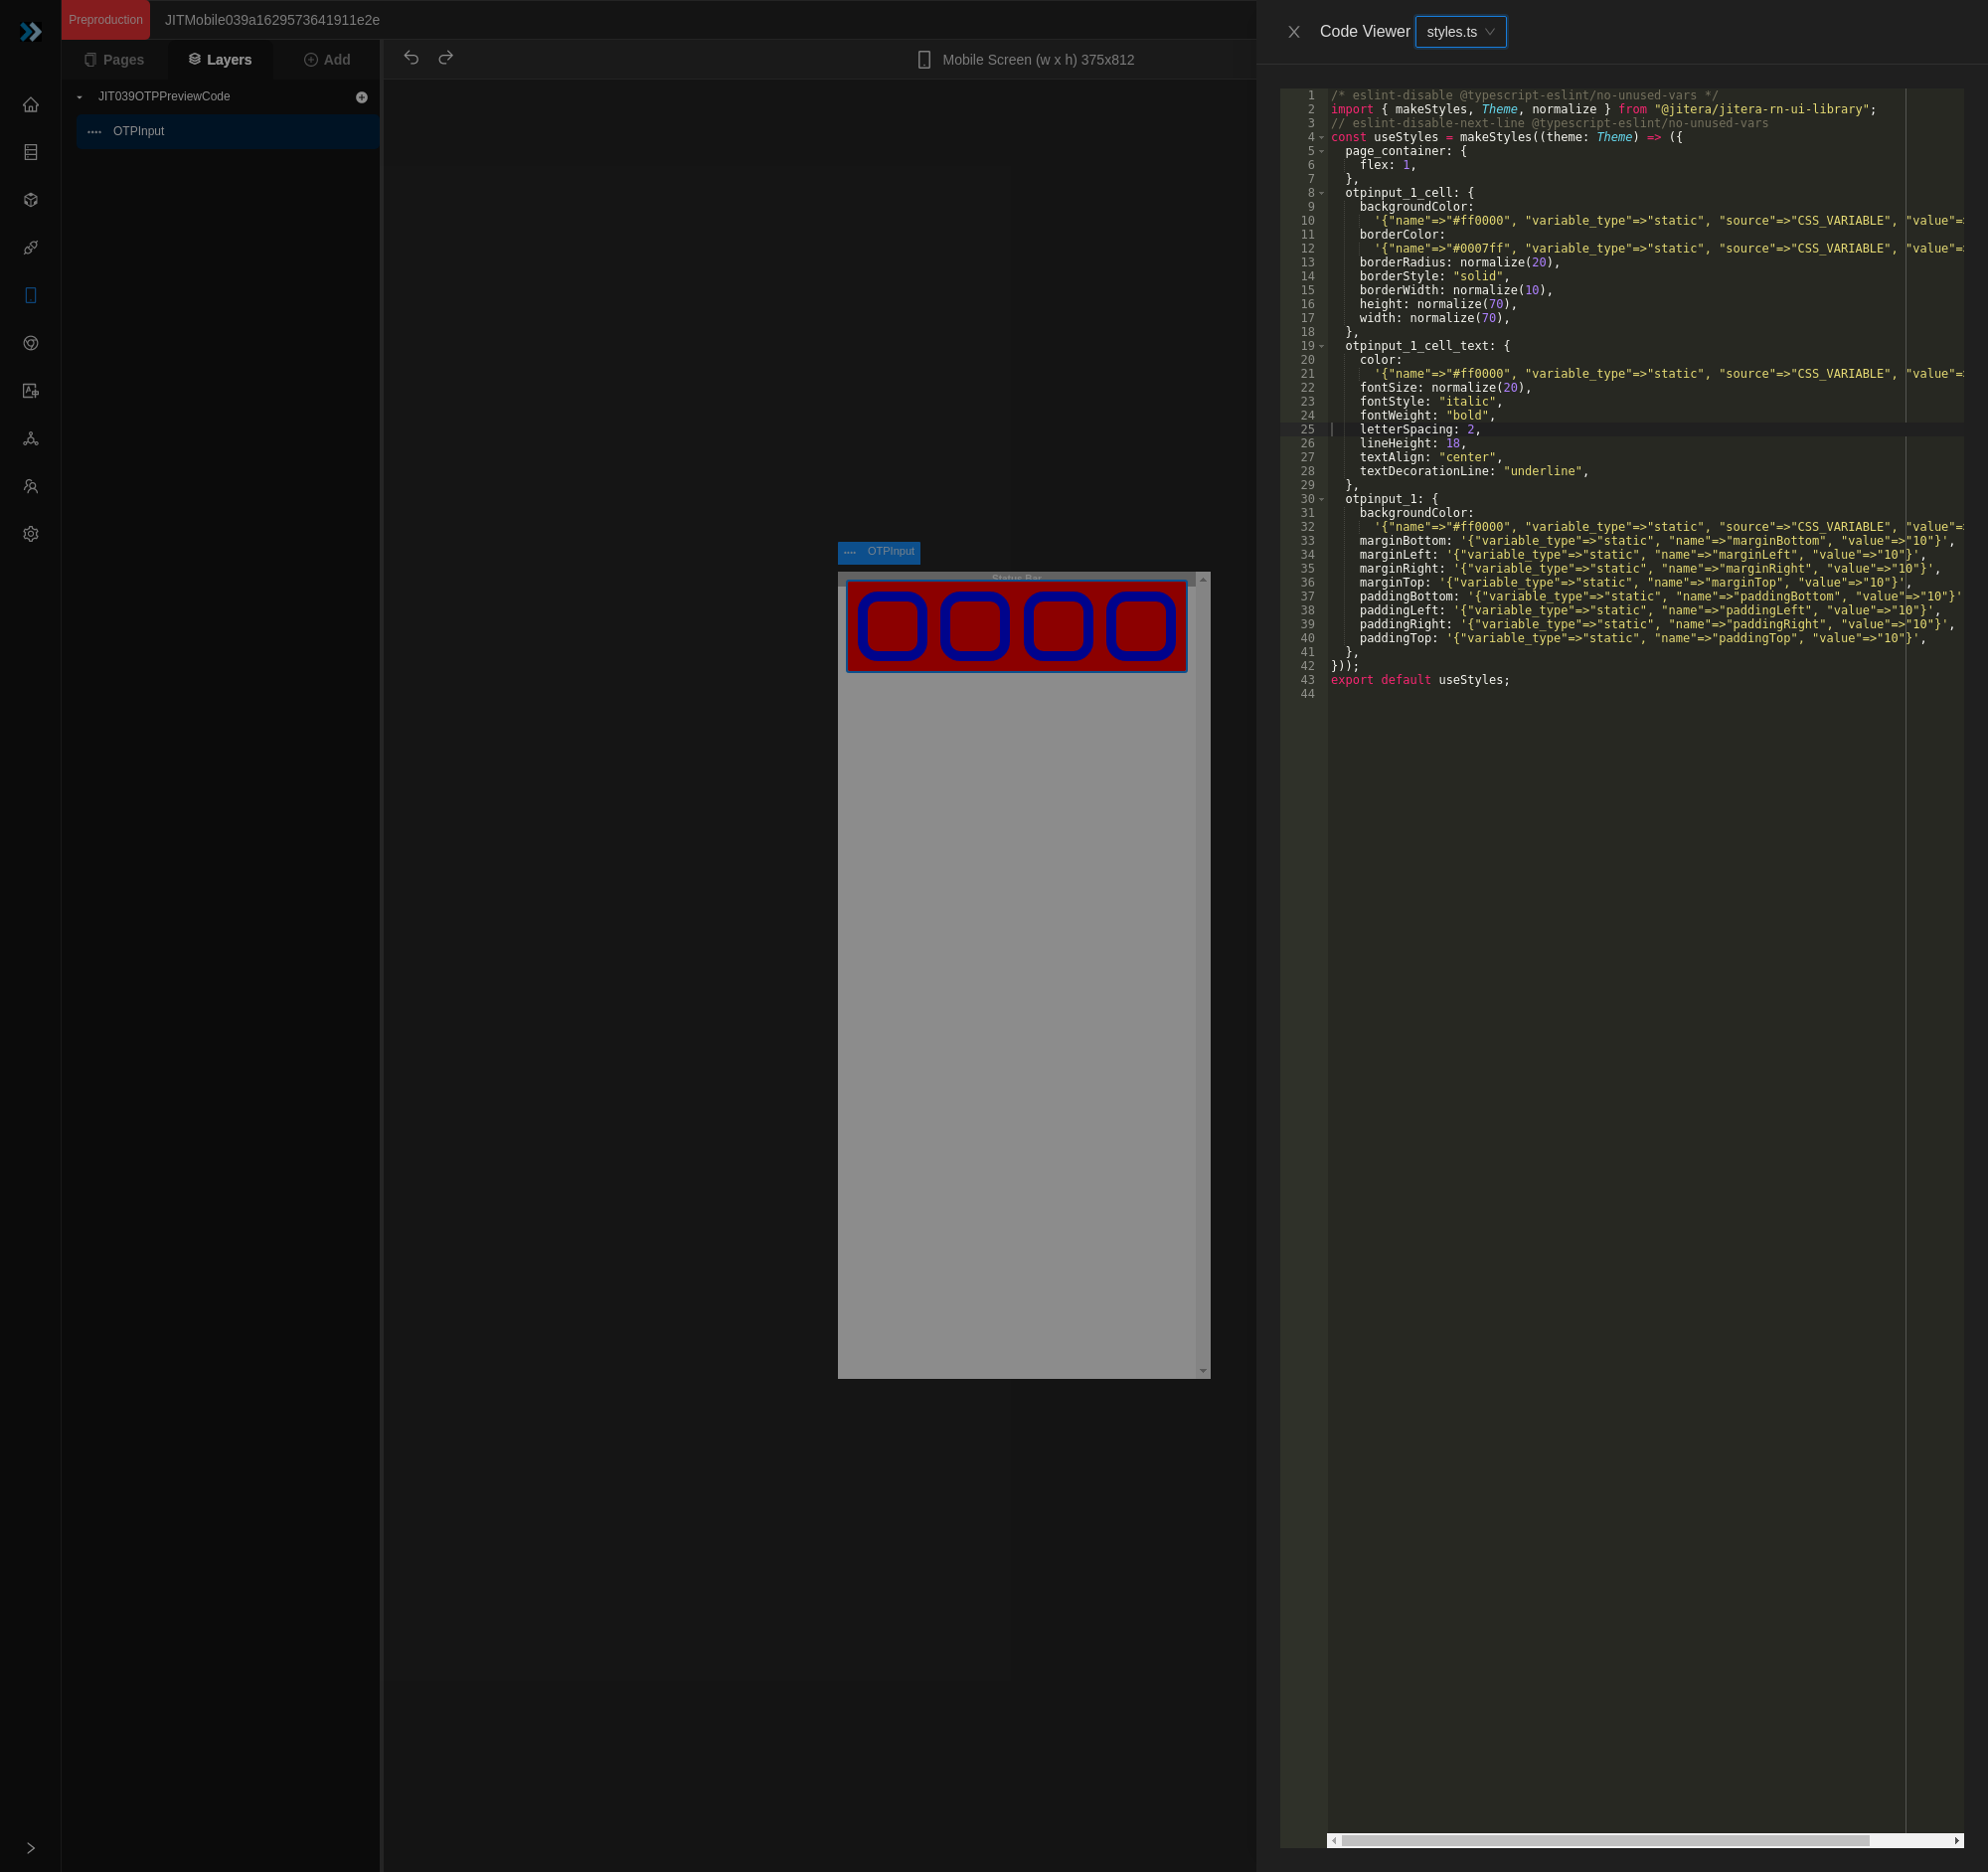 Preproduction
JITMobile039a1629573641911e2e
Pages
Layers
Add
JIT039OTPPreviewCode
OTPInput
Mobile Screen (w x h) 375x812
OTPInput
Status Bar
Code Viewer
styles.ts
1 /* eslint-disable @typescript-eslint/no-unused-vars */
2 import { makeStyles, Theme, normalize } from "@jitera/jitera-rn-ui-library";
3 // eslint-disable-next-line @typescript-eslint/no-unused-vars
4 const useStyles = makeStyles((theme: Theme) => ({
5 page_container: {
6 flex: 1,
7 },
8 otpinput_1_cell: {
9 backgroundColor:
10 '{"name"=>"#ff0000", "variable_type"=>"static", "source"=>"CSS_VARIABLE", "value"=
11 borderColor:
12 '{"name"=>"#0007ff", "variable_type"=>"static", "source"=>"CSS_VARIABLE", "value"=
13 borderRadius: normalize(20),
14 borderStyle: "solid",
15 borderWidth: normalize(10),
16 height: normalize(70),
17 width: normalize(70),
18 },
19 otpinput_1_cell_text: {
20 color:
21 '{"name"=>"#ff0000", "variable_type"=>"static", "source"=>"CSS_VARIABLE", "value"=
22 fontSize: normalize(20),
23 fontStyle: "italic",
24 fontWeight: "bold",
25 letterSpacing: 2,
26 lineHeight: 18,
27 textAlign: "center",
28 textDecorationLine: "underline",
29 },
30 otpinput_1: {
31 backgroundColor:
32 '{"name"=>"#ff0000", "variable_type"=>"static", "source"=>"CSS_VARIABLE", "value"=
33 marginBottom: '{"variable_type"=>"static", "name"=>"marginBottom", "value"=>"10"}',
34 marginLeft: '{"variable_type"=>"static", "name"=>"marginLeft", "value"=>"10"}',
35 marginRight: '{"variable_type"=>"static", "name"=>"marginRight", "value"=>"10"}',
36 marginTop: '{"variable_type"=>"static", "name"=>"marginTop", "value"=>"10"}',
37 paddingBottom: '{"variable_type"=>"static", "name"=>"paddingBottom", "value"=>"10"}'
38 paddingLeft: '{"variable_type"=>"static", "name"=>"paddingLeft", "value"=>"10"}',
39 paddingRight: '{"variable_type"=>"static", "name"=>"paddingRight", "value"=>"10"}',
40 paddingTop: '{"variable_type"=>"static", "name"=>"paddingTop", "value"=>"10"}',
41 },
42 }));
43 export default useStyles;
44